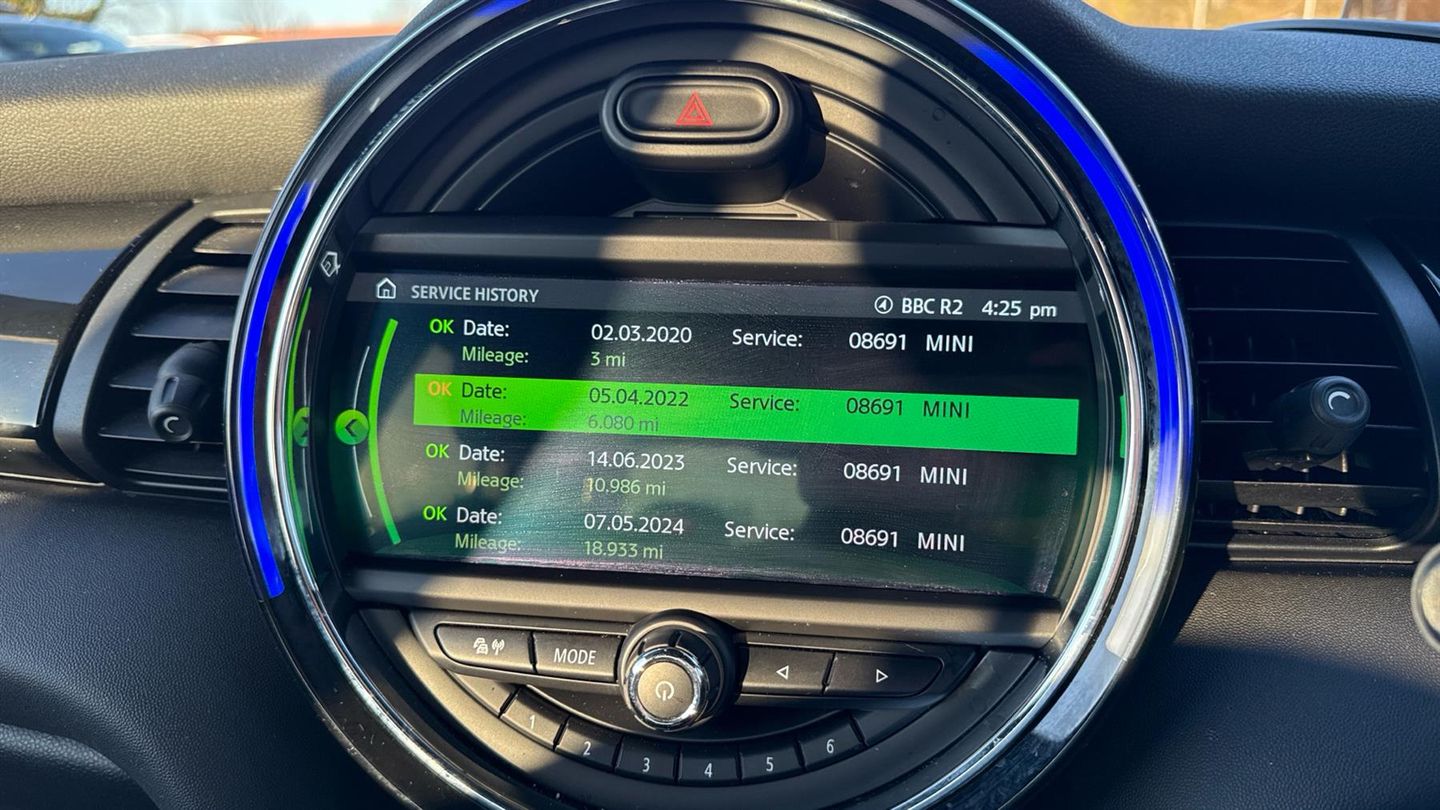 SERVICE HISTORY BBC R2 4:25 pm
OK Date: 02.03.2020 Service: 08691 MINI
Mileage: 3 mi
OK Date: 05.04.2022 Service: 08691 MINI
Mileage: 6.080 mi
OK Date: 14.06.2023 Service: 08691 MINI
Mileage: 10.986 mi
OK Date: 07.05.2024 Service: 08691 MINI
Mileage: 18.933 mi
MODE
1 2 3 4 5 6